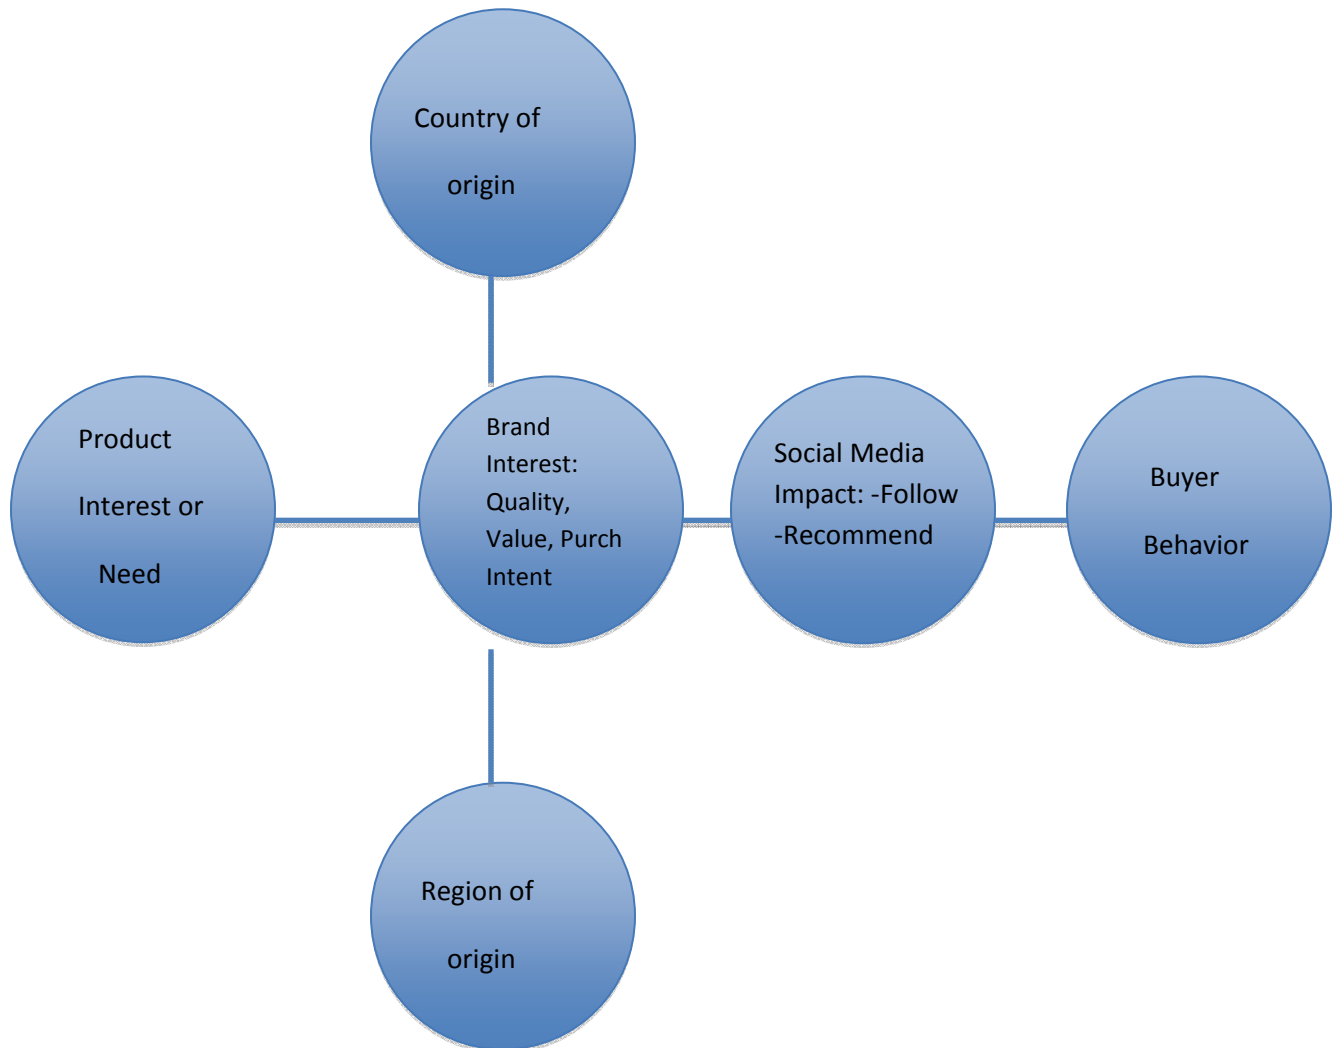 Country of
origin
Product
Interest or
Need
Brand
Interest:
Quality,
Value, Purch
Intent
Social Media
Impact: -Follow
-Recommend
Buyer
Behavior
Region of
origin